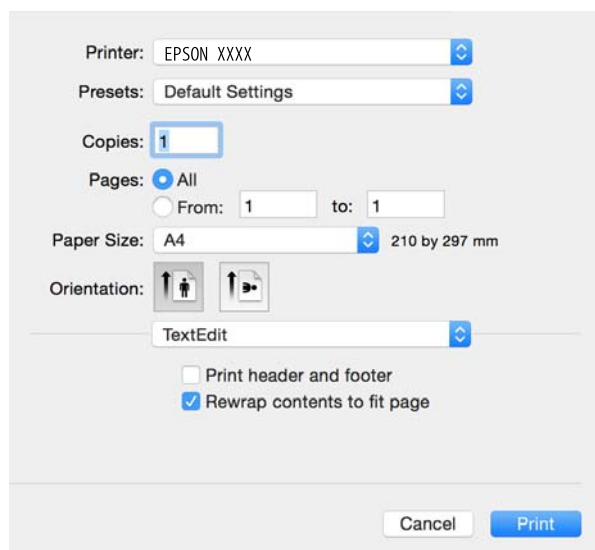 Printer: EPSON XXXX
Presets: Default Settings
Copies: 1
Pages: All
From: 1 to: 1
Paper Size: A4 210 by 297 mm
Orientation:
TextEdit
Print header and footer
Rewrap contents to fit page
Cancel Print